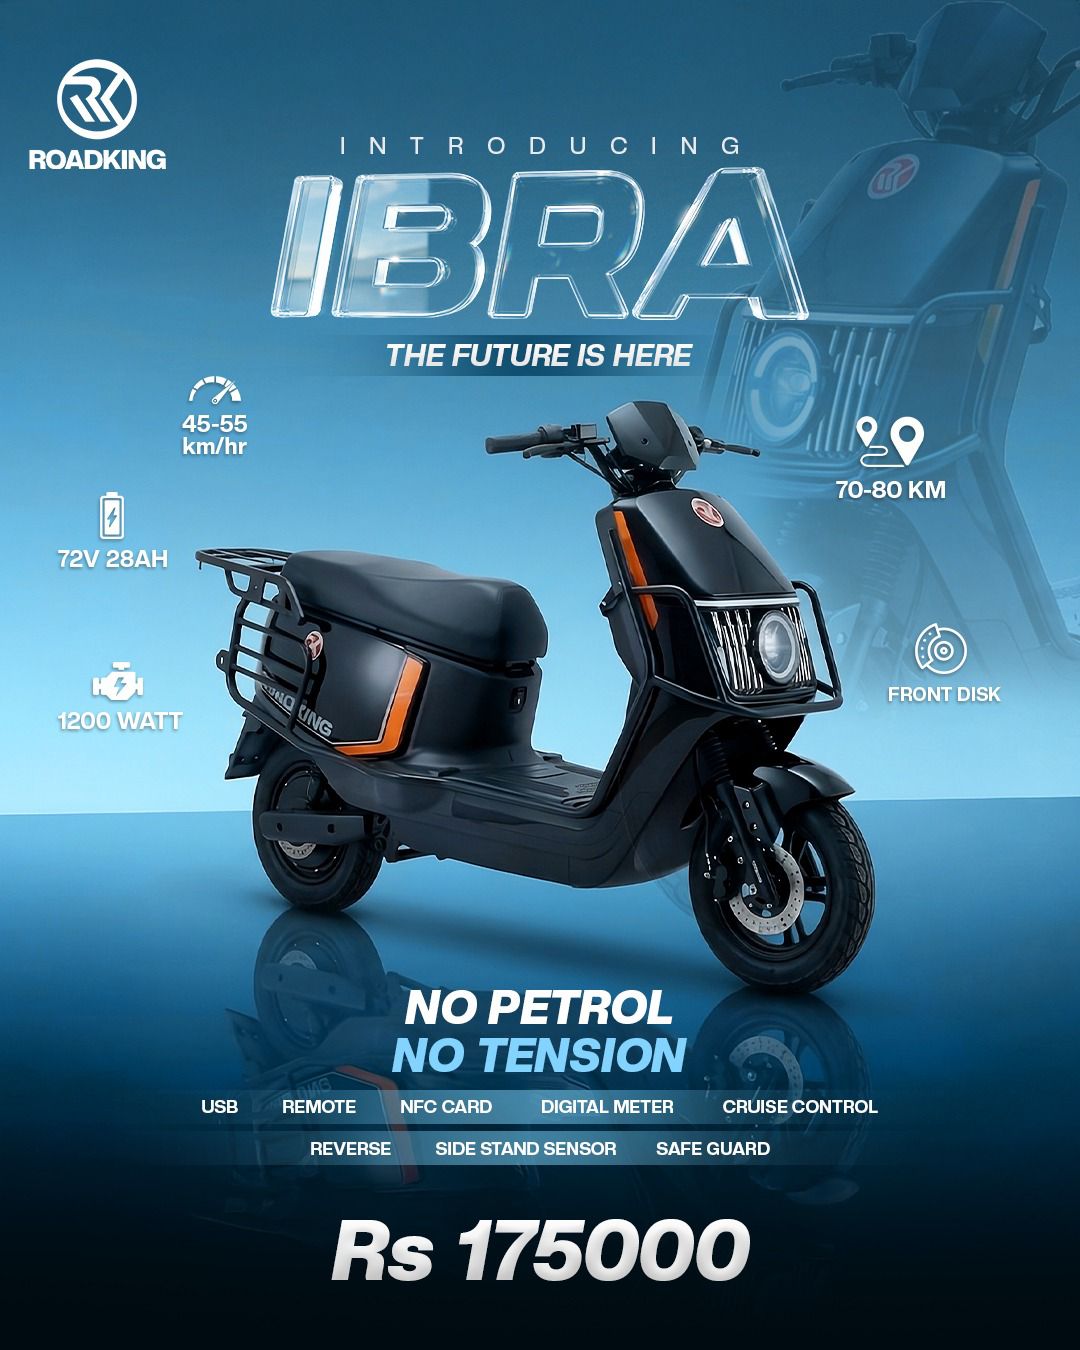 ROADKING
INTRODUCING
IBRA
THE FUTURE IS HERE
45-55
km/hr
70-80 KM
72V 28AH
FRONT DISK
1200 WATT
NO PETROL
NO TENSION
USB REMOTE NFC CARD DIGITAL METER CRUISE CONTROL
REVERSE SIDE STAND SENSOR SAFE GUARD
Rs 175000